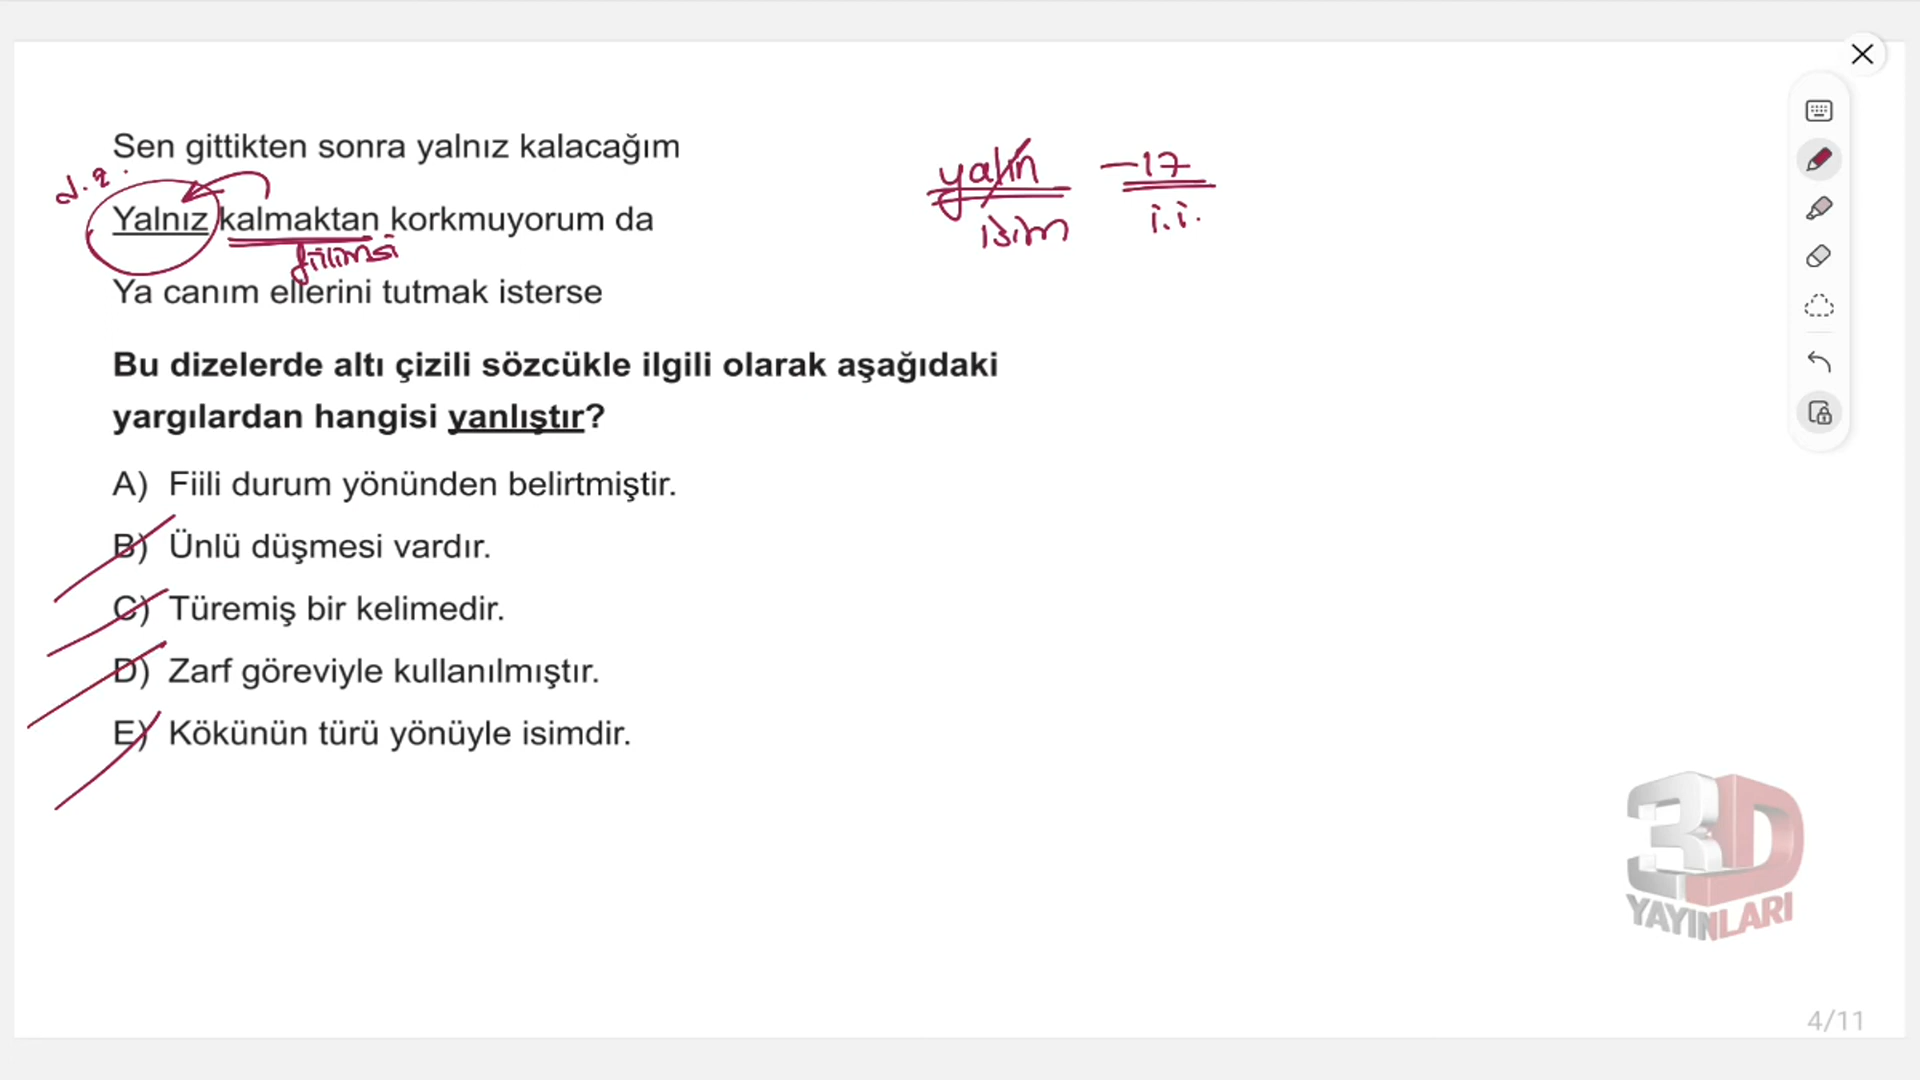 Sen gittikten sonra yalnız kalacağım
yalın -ız
isim i.i.
d.z.
Yalnız kalmaktan korkmuyorum da
fiilimsi
Ya canım ellerini tutmak isterse
Bu dizelerde altı çizili sözcükle ilgili olarak aşağıdaki
yargılardan hangisi yanlıştır?
A) Fiili durum yönünden belirtmiştir.
B) Ünlü düşmesi vardır.
C) Türemiş bir kelimedir.
D) Zarf göreviyle kullanılmıştır.
E) Kökünün türü yönüyle isimdir.
3D
YAYINLARI
4/11